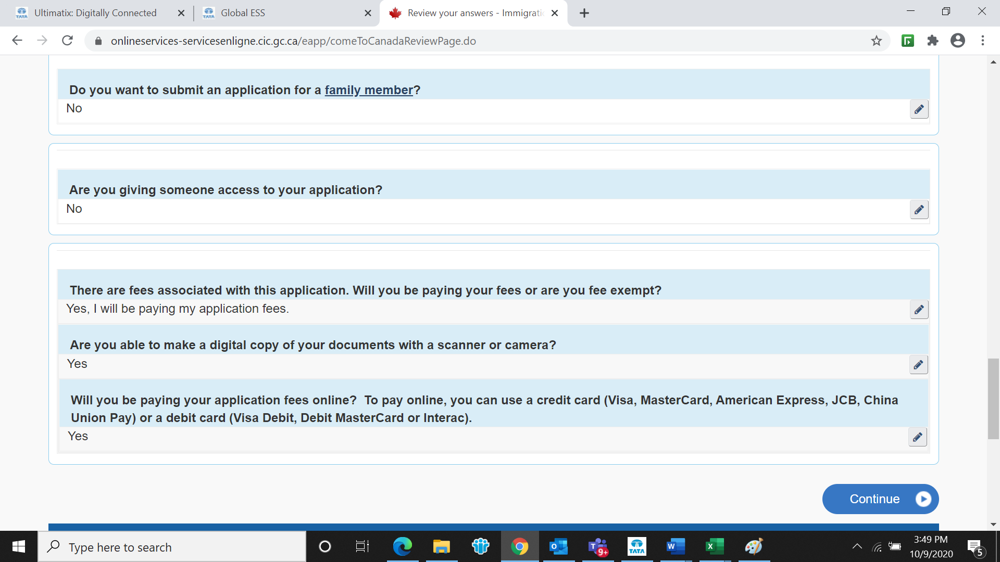 Ultimatix: Digitally Connected
Global ESS
Review your answers - Immigrati
onlineservices-servicesenligne.cic.gc.ca/eapp/comeToCanadaReviewPage.do
Do you want to submit an application for a family member?
No
Are you giving someone access to your application?
No
There are fees associated with this application. Will you be paying your fees or are you fee exempt?
Yes, I will be paying my application fees.
Are you able to make a digital copy of your documents with a scanner or camera?
Yes
Will you be paying your application fees online?  To pay online, you can use a credit card (Visa, MasterCard, American Express, JCB, China
Union Pay) or a debit card (Visa Debit, Debit MasterCard or Interac).
Yes
Continue
Type here to search
TATA
9+
3:49 PM
10/9/2020
5